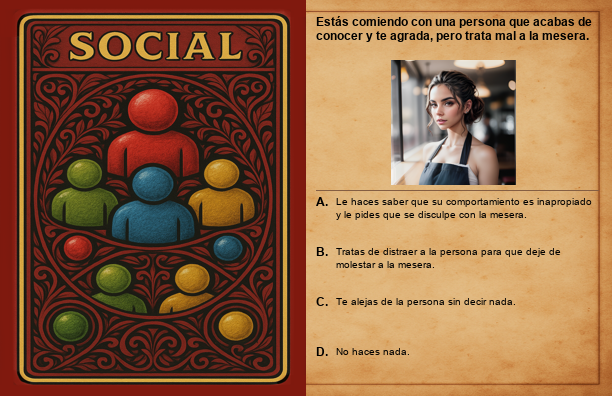 SOCIAL
Estás comiendo con una persona que acabas de
conocer y te agrada, pero trata mal a la mesera.
A. Le haces saber que su comportamiento es inapropiado
y le pides que se disculpe con la mesera.
B. Tratas de distraer a la persona para que deje de
molestar a la mesera.
C. Te alejas de la persona sin decir nada.
D. No haces nada.